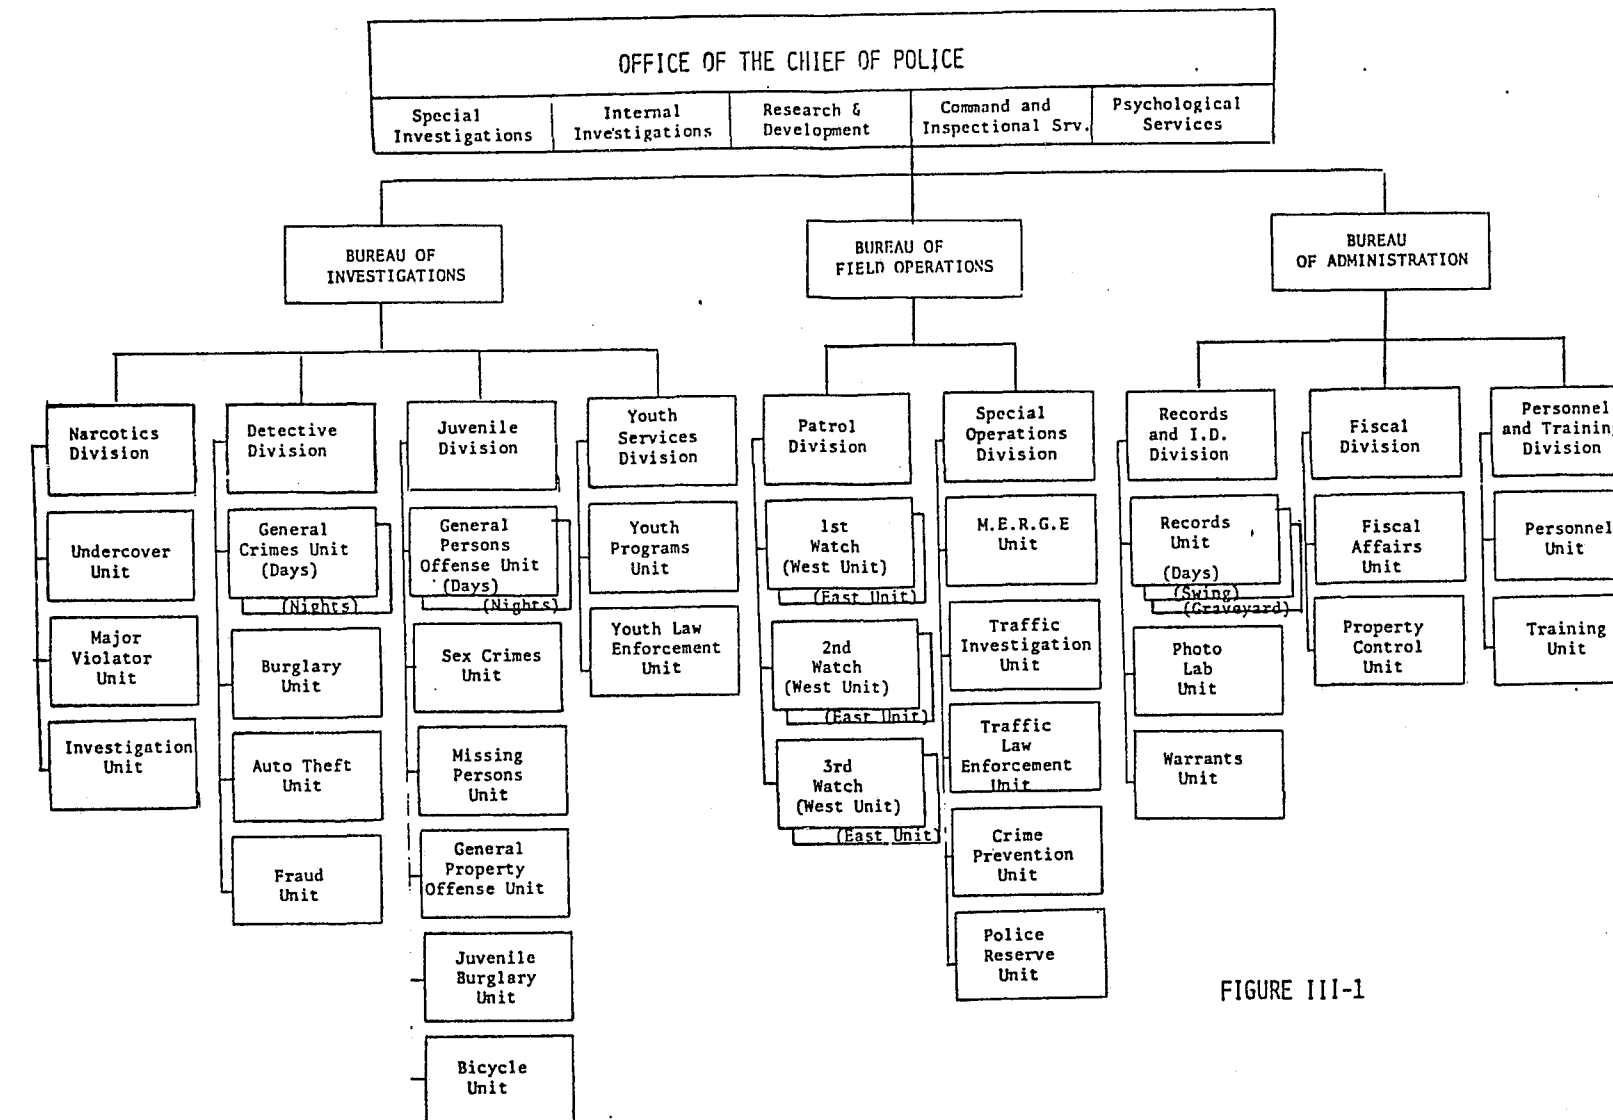 OFFICE OF THE CHIEF OF POLICE
Special
Investigations
Internal
Investigations
Research &
Development
Command and
Inspectional Srv.
Psychological
Services
BUREAU OF
INVESTIGATIONS
BUREAU OF
FIELD OPERATIONS
BUREAU
OF ADMINISTRATION
Narcotics
Division
Undercover
Unit
Major
Violator
Unit
Investigation
Unit
Detective
Division
General
Crimes Unit
(Days)
(Nights)
Burglary
Unit
Auto Theft
Unit
Fraud
Unit
Juvenile
Division
General
Persons
Offense Unit
(Days)
(Nights)
Sex Crimes
Unit
Missing
Persons
Unit
General
Property
Offense Unit
Juvenile
Burglary
Unit
Bicycle
Unit
Youth
Services
Division
Youth
Programs
Unit
Youth Law
Enforcement
Unit
Patrol
Division
1st
Watch
(West Unit)
(East Unit)
2nd
Watch
(West Unit)
(East Unit)
3rd
Watch
(West Unit)
(East Unit)
Special
Operations
Division
M.E.R.G.E
Unit
Traffic
Investigation
Unit
Traffic
Law
Enforcement
Unit
Crime
Prevention
Unit
Police
Reserve
Unit
Records
and I.D.
Division
Records
Unit
(Days)
(Swing)
(Graveyard)
Photo
Lab
Unit
Warrants
Unit
Fiscal
Division
Fiscal
Affairs
Unit
Property
Control
Unit
Personnel
and Training
Division
Personnel
Unit
Training
Unit
FIGURE III-1